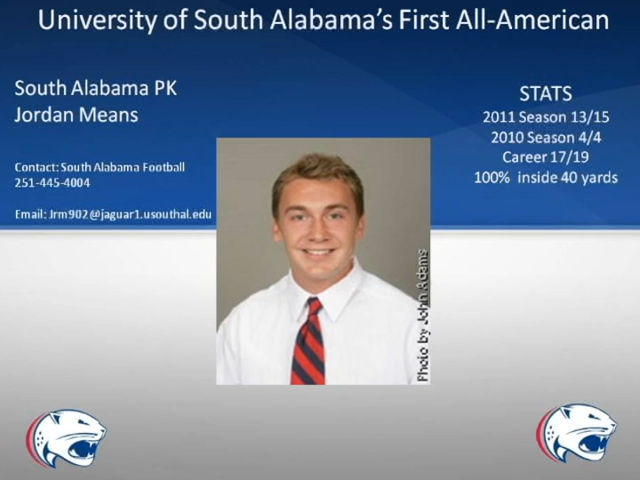 University of South Alabama's First All-American
South Alabama PK
Jordan Means
Contact: South Alabama Football
251-445-4004
Email: Jrm902@jaguar1.usouthal.edu
STATS
2011 Season 13/15
2010 Season 4/4
Career 17/19
100% inside 40 yards
Photo by John Adams